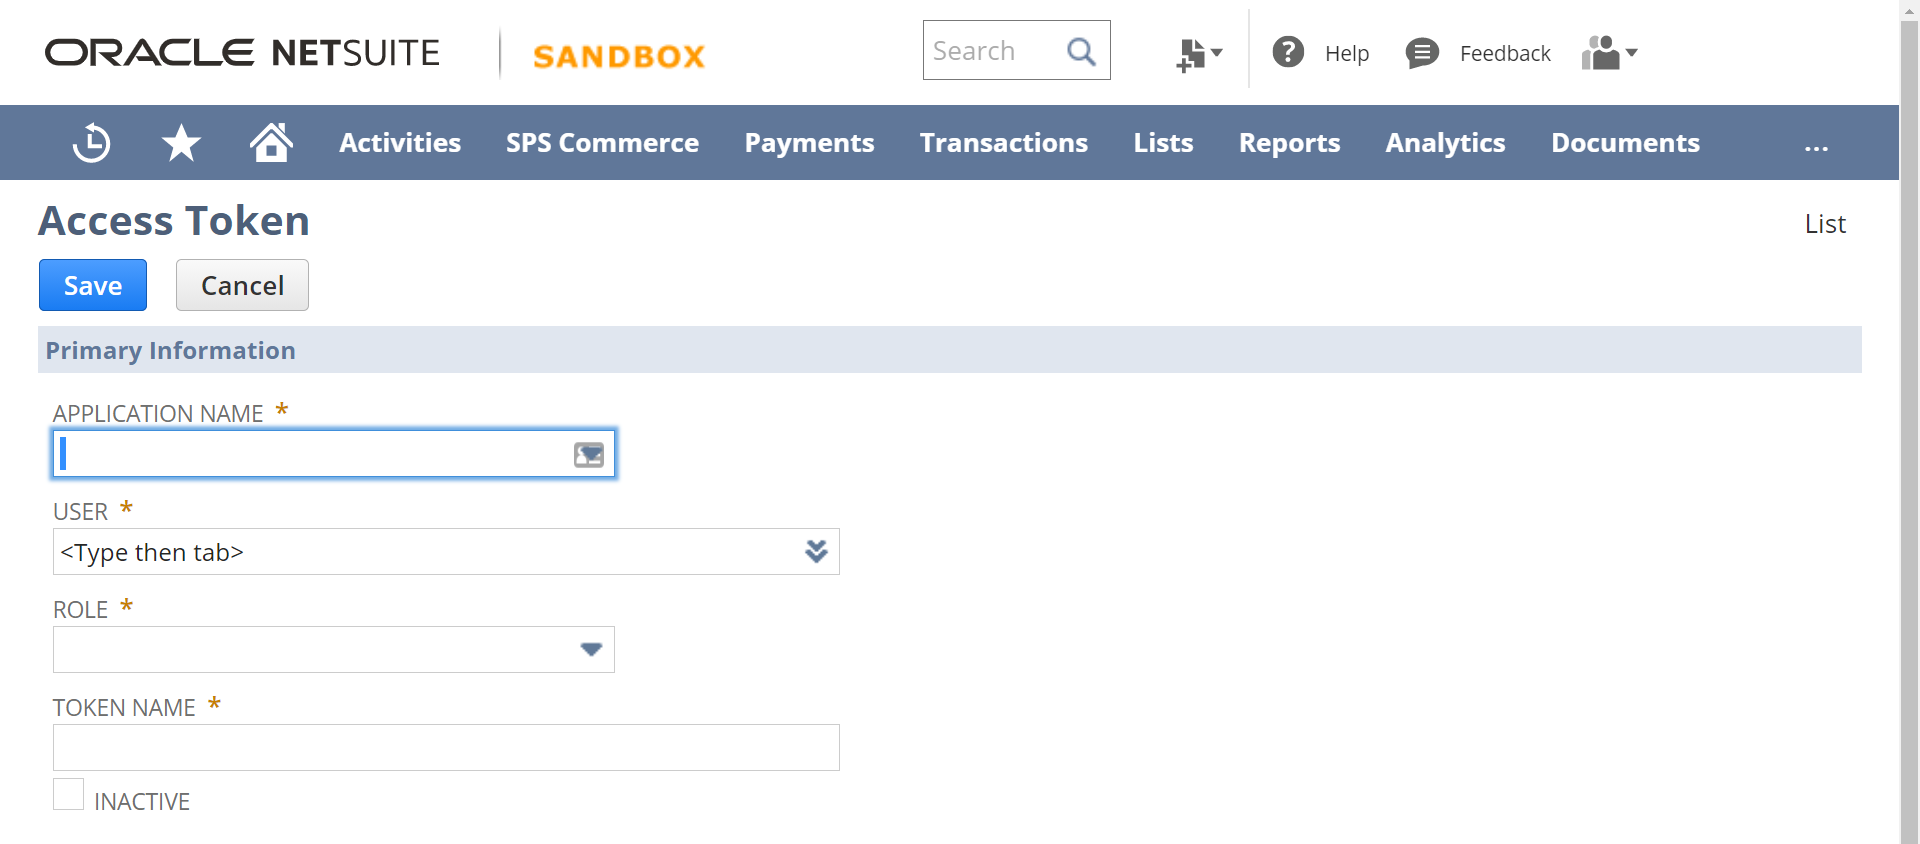 ORACLE NETSUITE
SANDBOX
Search
Help
Feedback
Activities SPS Commerce Payments Transactions Lists Reports Analytics Documents ...
Access Token
List
Save Cancel
Primary Information
APPLICATION NAME *
USER *
<Type then tab>
ROLE *
TOKEN NAME *
INACTIVE